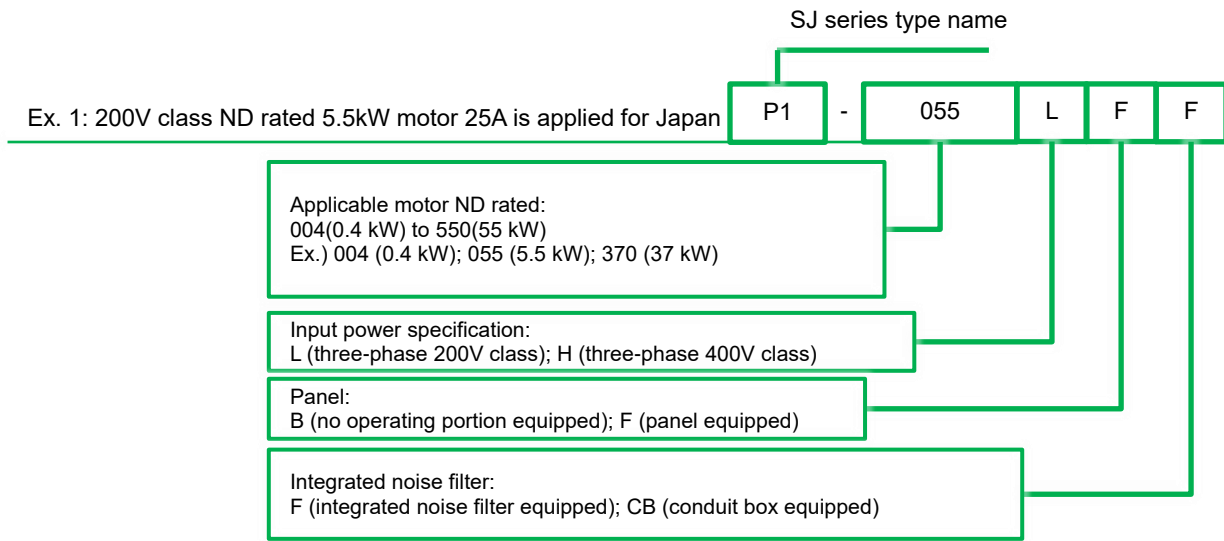 SJ series type name
Ex. 1: 200V class ND rated 5.5kW motor 25A is applied for Japan P1 - 055 L F F
Applicable motor ND rated:
004(0.4 kW) to 550(55 kW)
Ex.) 004 (0.4 kW); 055 (5.5 kW); 370 (37 kW)
Input power specification:
L (three-phase 200V class); H (three-phase 400V class)
Panel:
B (no operating portion equipped); F (panel equipped)
Integrated noise filter:
F (integrated noise filter equipped); CB (conduit box equipped)